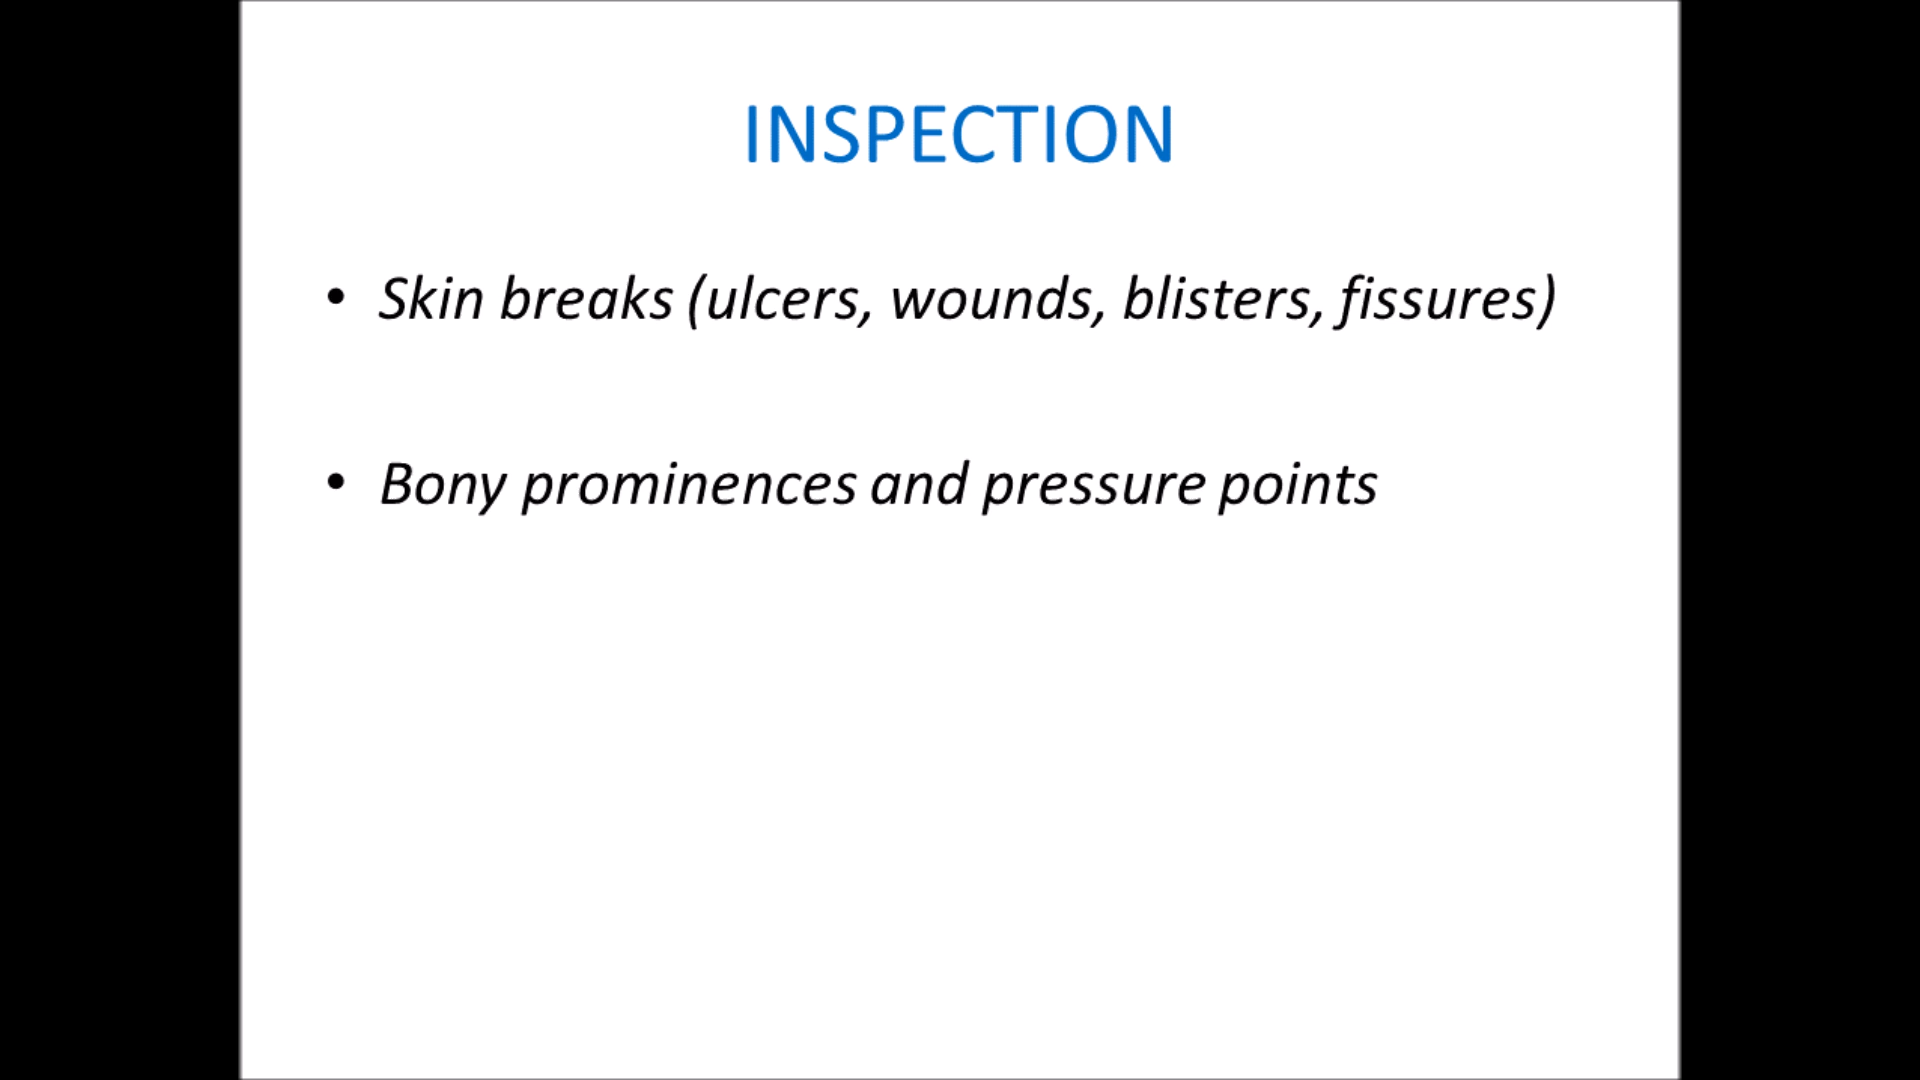 INSPECTION
• Skin breaks (ulcers, wounds, blisters, fissures)
• Bony prominences and pressure points